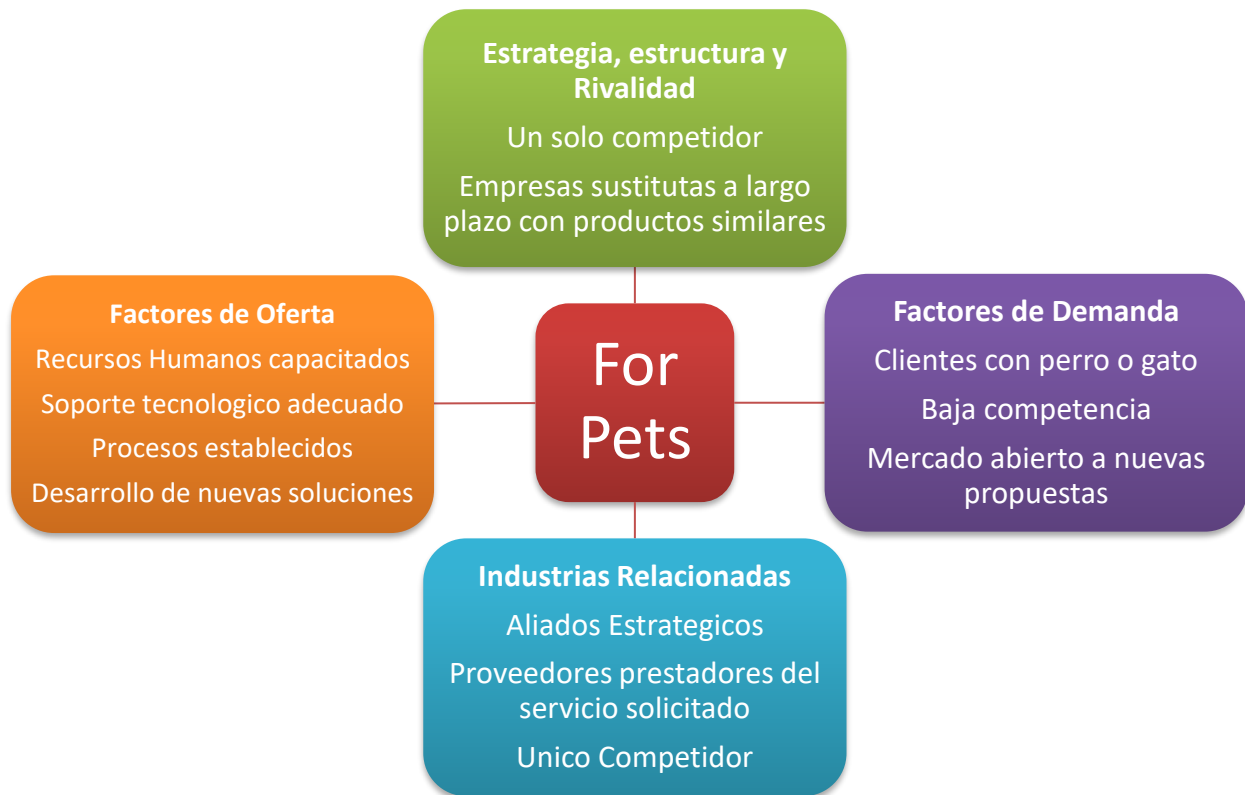 Estrategia, estructura y
Rivalidad
Un solo competidor
Empresas sustitutas a largo
plazo con productos similares
Factores de Oferta
Recursos Humanos capacitados
Soporte tecnologico adecuado
Procesos establecidos
Desarrollo de nuevas soluciones
For
Pets
Factores de Demanda
Clientes con perro o gato
Baja competencia
Mercado abierto a nuevas
propuestas
Industrias Relacionadas
Aliados Estrategicos
Proveedores prestadores del
servicio solicitado
Unico Competidor